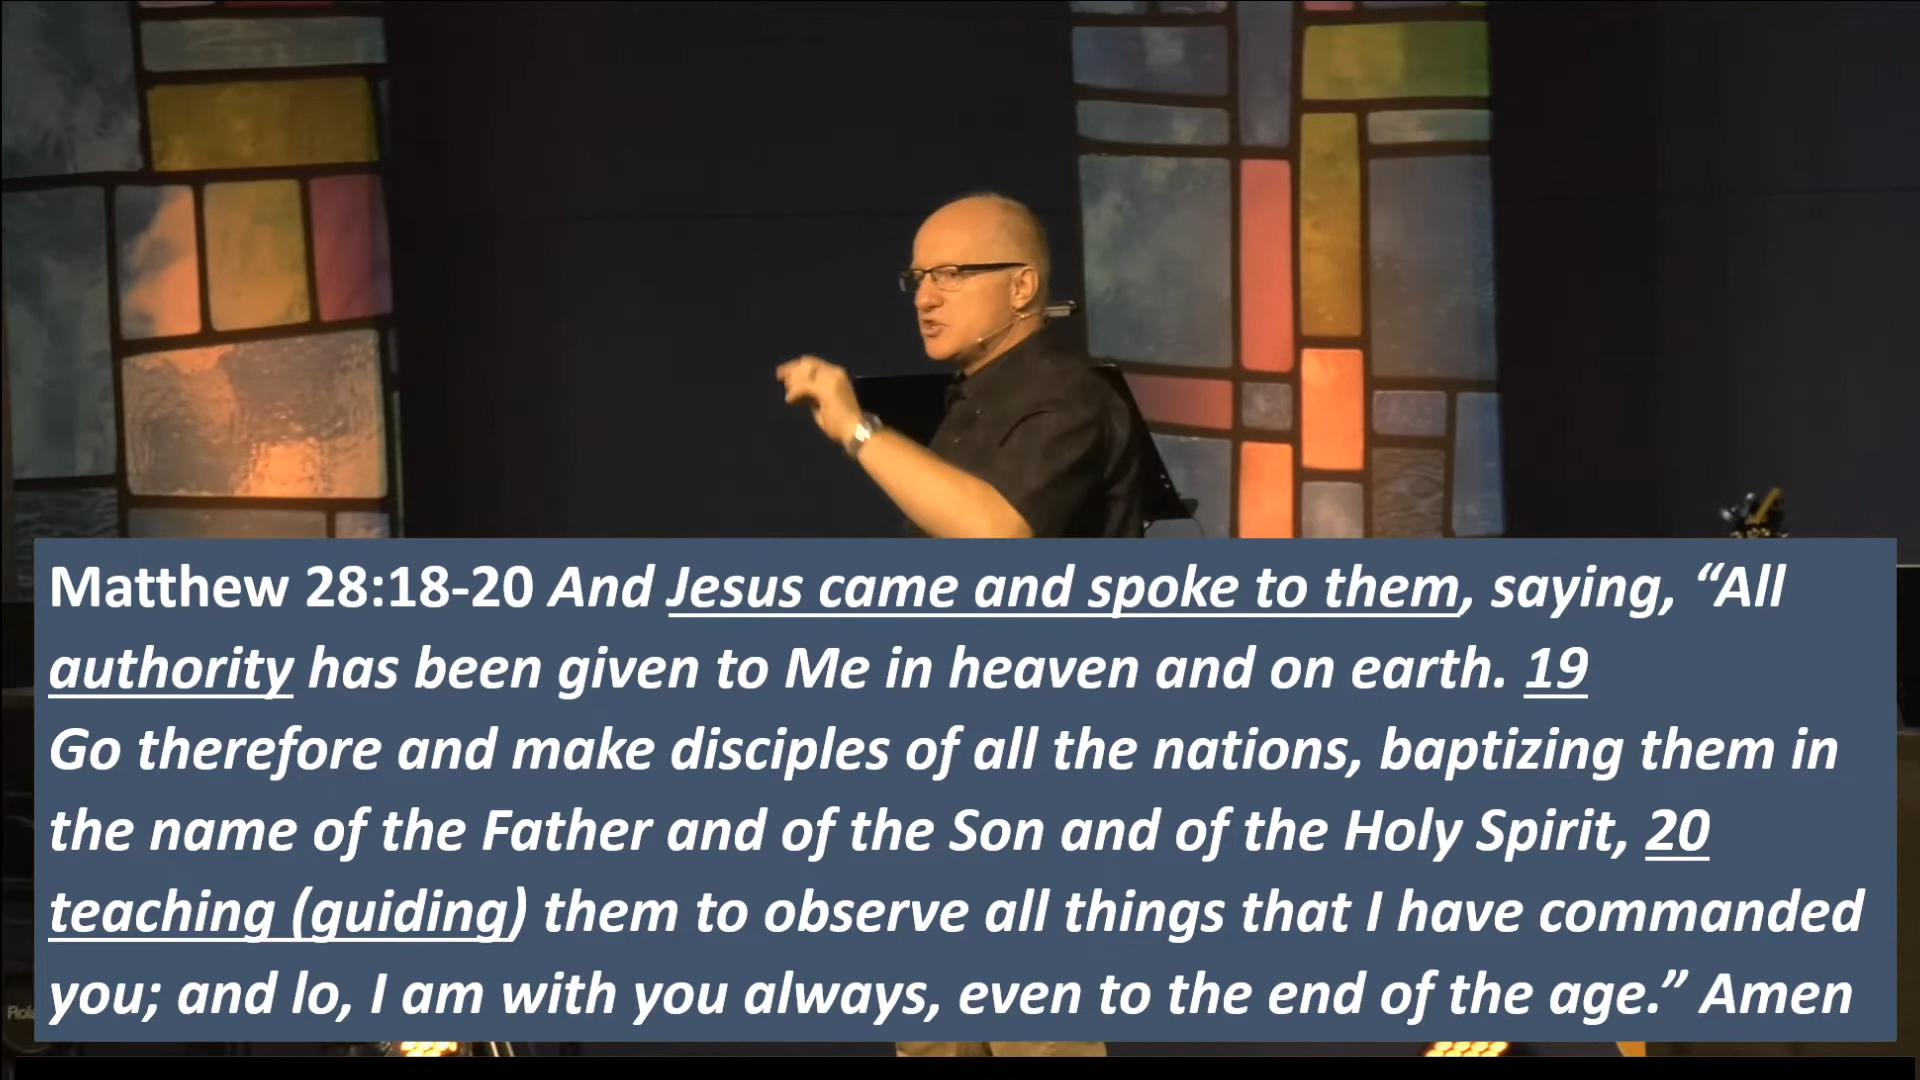 Matthew 28:18-20 And Jesus came and spoke to them, saying, “All
authority has been given to Me in heaven and on earth. 19
Go therefore and make disciples of all the nations, baptizing them in
the name of the Father and of the Son and of the Holy Spirit, 20
teaching (guiding) them to observe all things that I have commanded
you; and lo, I am with you always, even to the end of the age.” Amen